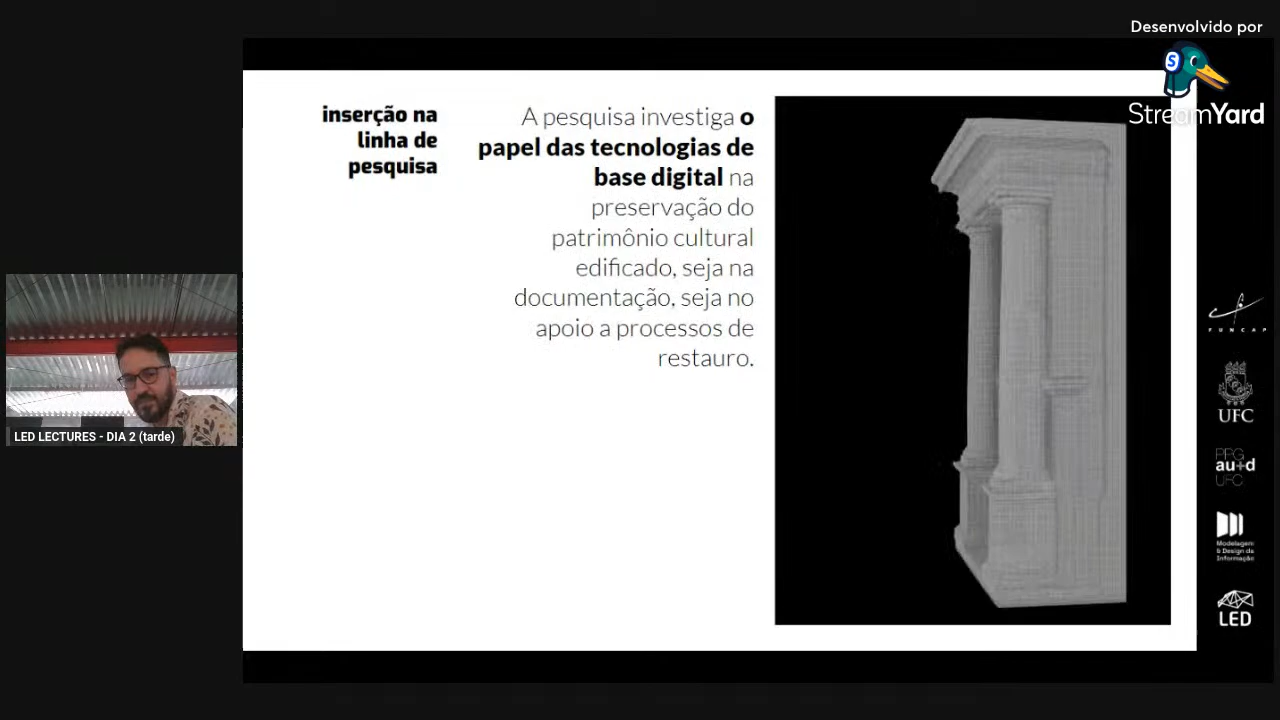 Desenvolvido por
StreamYard
inserção na
linha de
pesquisa
A pesquisa investiga o
papel das tecnologias de
base digital na
preservação do
patrimônio cultural
edificado, seja na
documentação, seja no
apoio a processos de
restauro.
LED LECTURES - DIA 2 (tarde)
FUNCAP
UFC
PPG
au+d
UFC
Modelagem
& Design da
Informação
LED